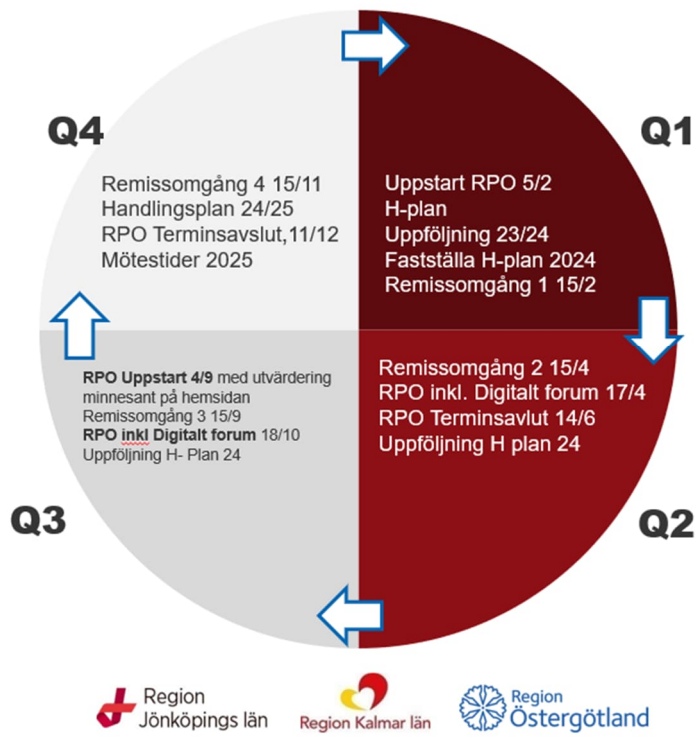 Q4
Q1
Remissomgång 4 15/11
Handlingsplan 24/25
RPO Terminsavslut,11/12
Mötestider 2025
Uppstart RPO 5/2
H-plan
Uppföljning 23/24
Fastställa H-plan 2024
Remissomgång 1 15/2
RPO Uppstart 4/9 med utvärdering
minnesant på hemsidan
Remissomgång 3 15/9
RPO inkl Digitalt forum 18/10
Uppföljning H- Plan 24
Remissomgång 2 15/4
RPO inkl. Digitalt forum 17/4
RPO Terminsavlut 14/6
Uppföljning H plan 24
Q3
Q2
Region
Jönköpings län
Region Kalmar län
Region
Östergötland